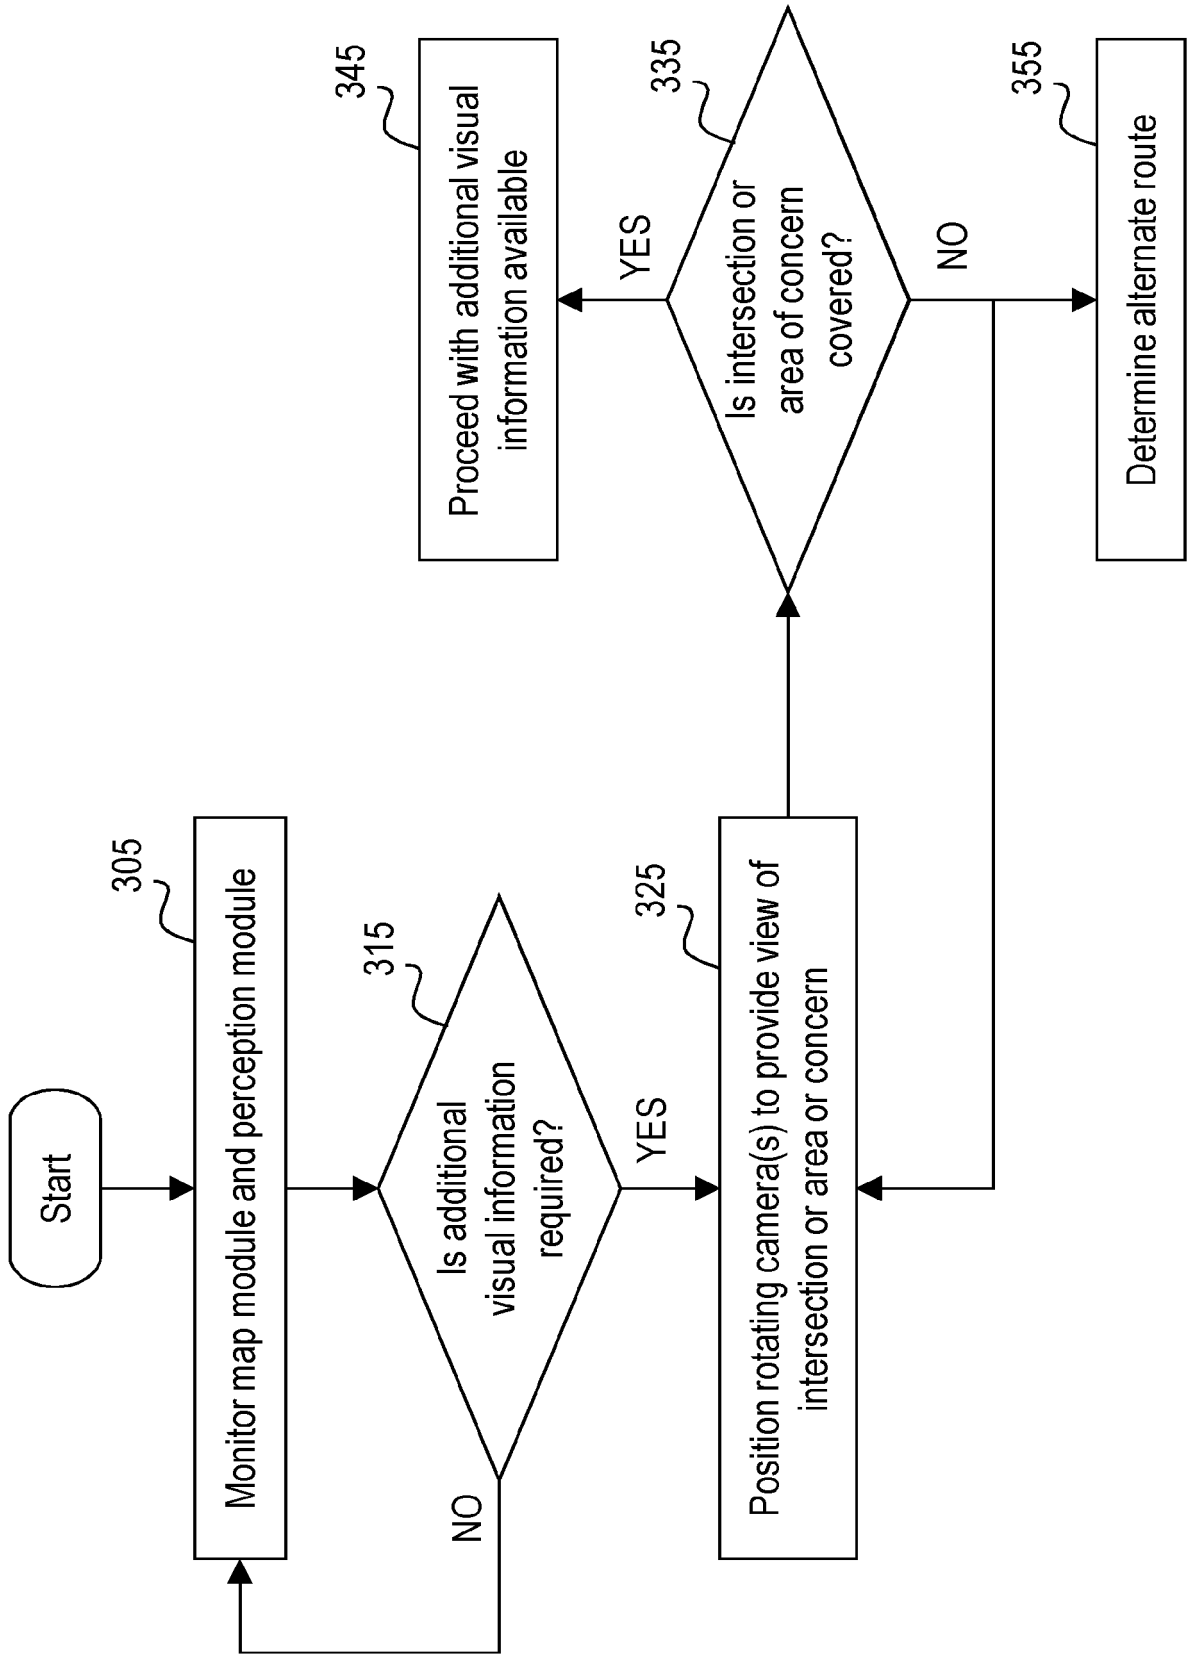 Start
305
Monitor map module and perception module
315
Is additional
visual information
required?
NO
YES
325
Position rotating camera(s) to provide view of
intersection or area or concern
335
Is intersection or
area of concern
covered?
YES
NO
345
Proceed with additional visual
information available
355
Determine alternate route